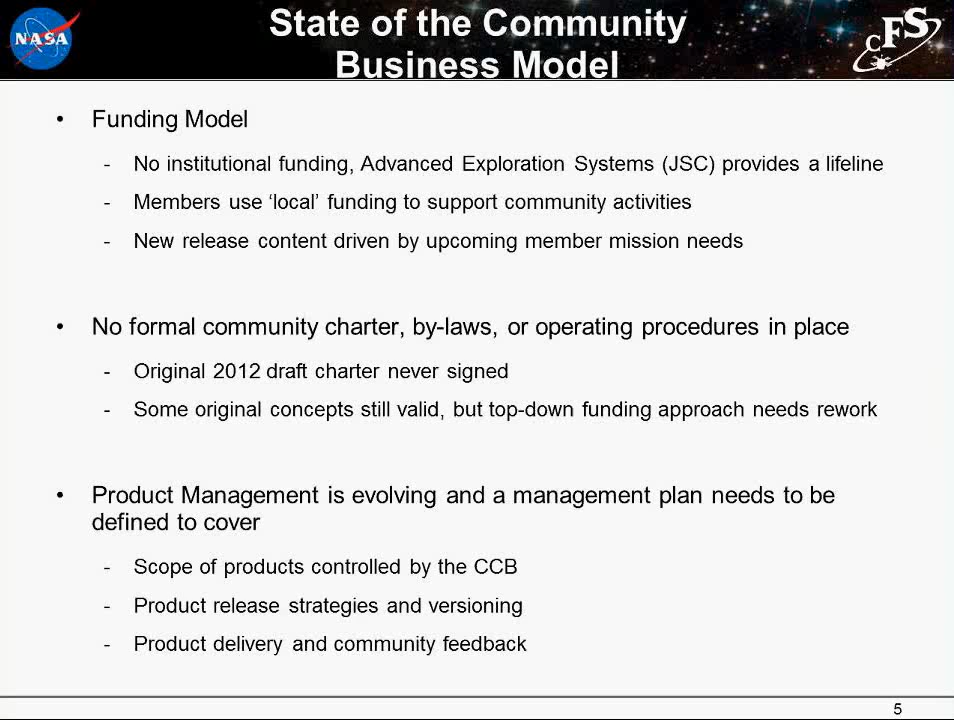 NASA
State of the Community
Business Model
cFS
• Funding Model
- No institutional funding, Advanced Exploration Systems (JSC) provides a lifeline
- Members use ‘local’ funding to support community activities
- New release content driven by upcoming member mission needs
• No formal community charter, by-laws, or operating procedures in place
- Original 2012 draft charter never signed
- Some original concepts still valid, but top-down funding approach needs rework
• Product Management is evolving and a management plan needs to be
defined to cover
- Scope of products controlled by the CCB
- Product release strategies and versioning
- Product delivery and community feedback
5